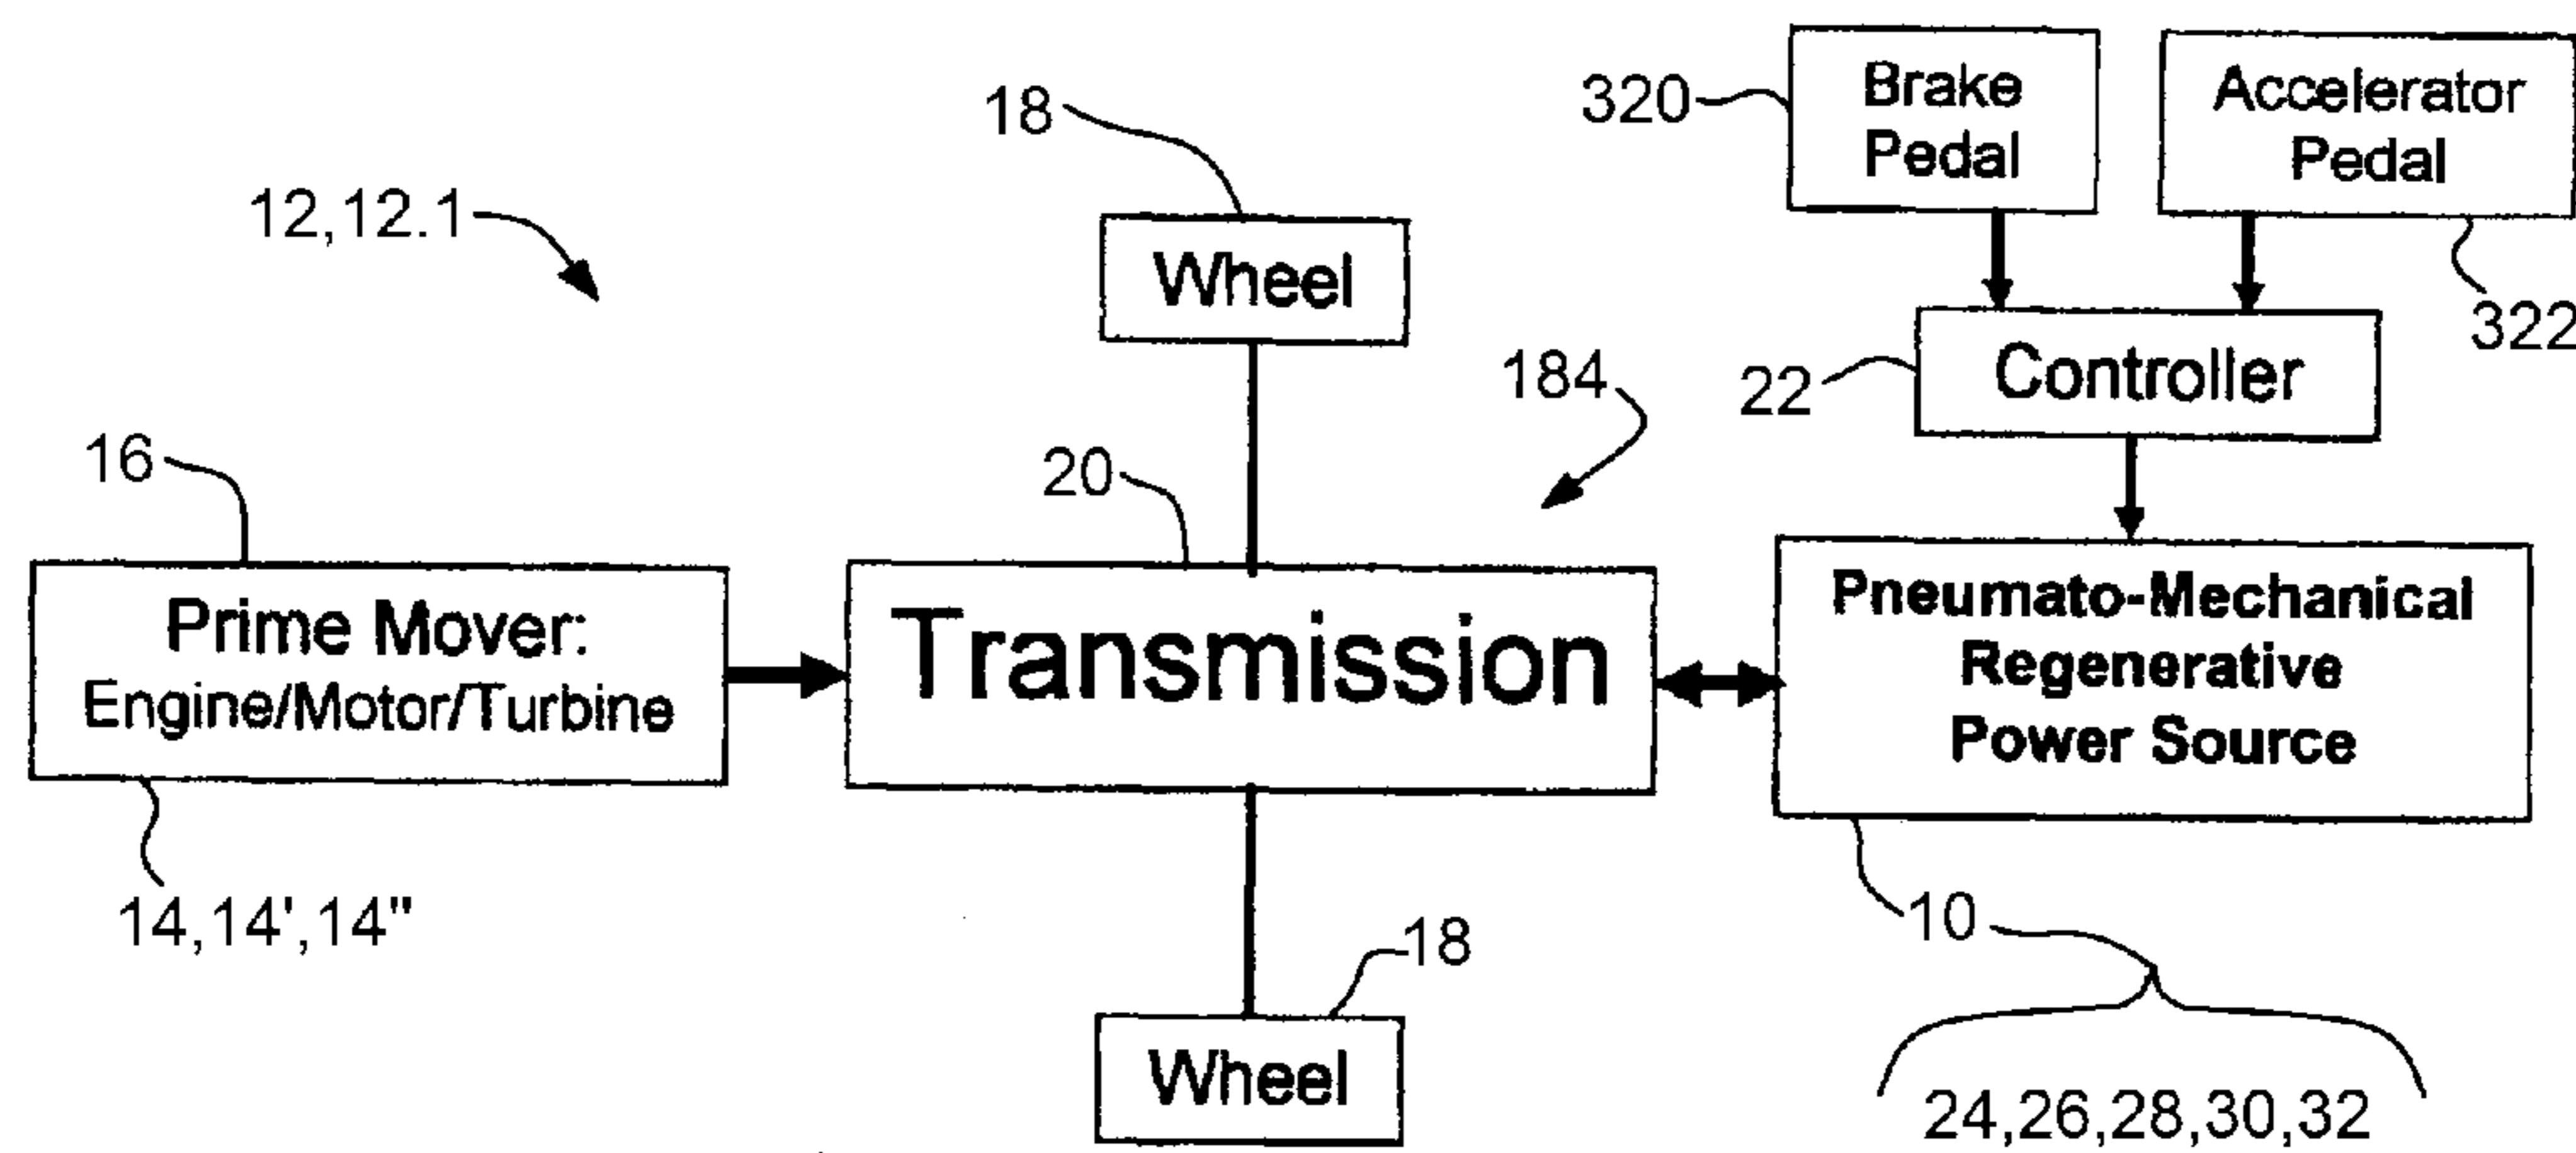 Brake
Pedal
Accelerator
Pedal
320
18
12,12.1
Wheel
322
Controller
22
184
16
20
Prime Mover:
Engine/Motor/Turbine
Transmission
Pneumato-Mechanical
Regenerative
Power Source
14,14',14"
10
18
Wheel
24,26,28,30,32